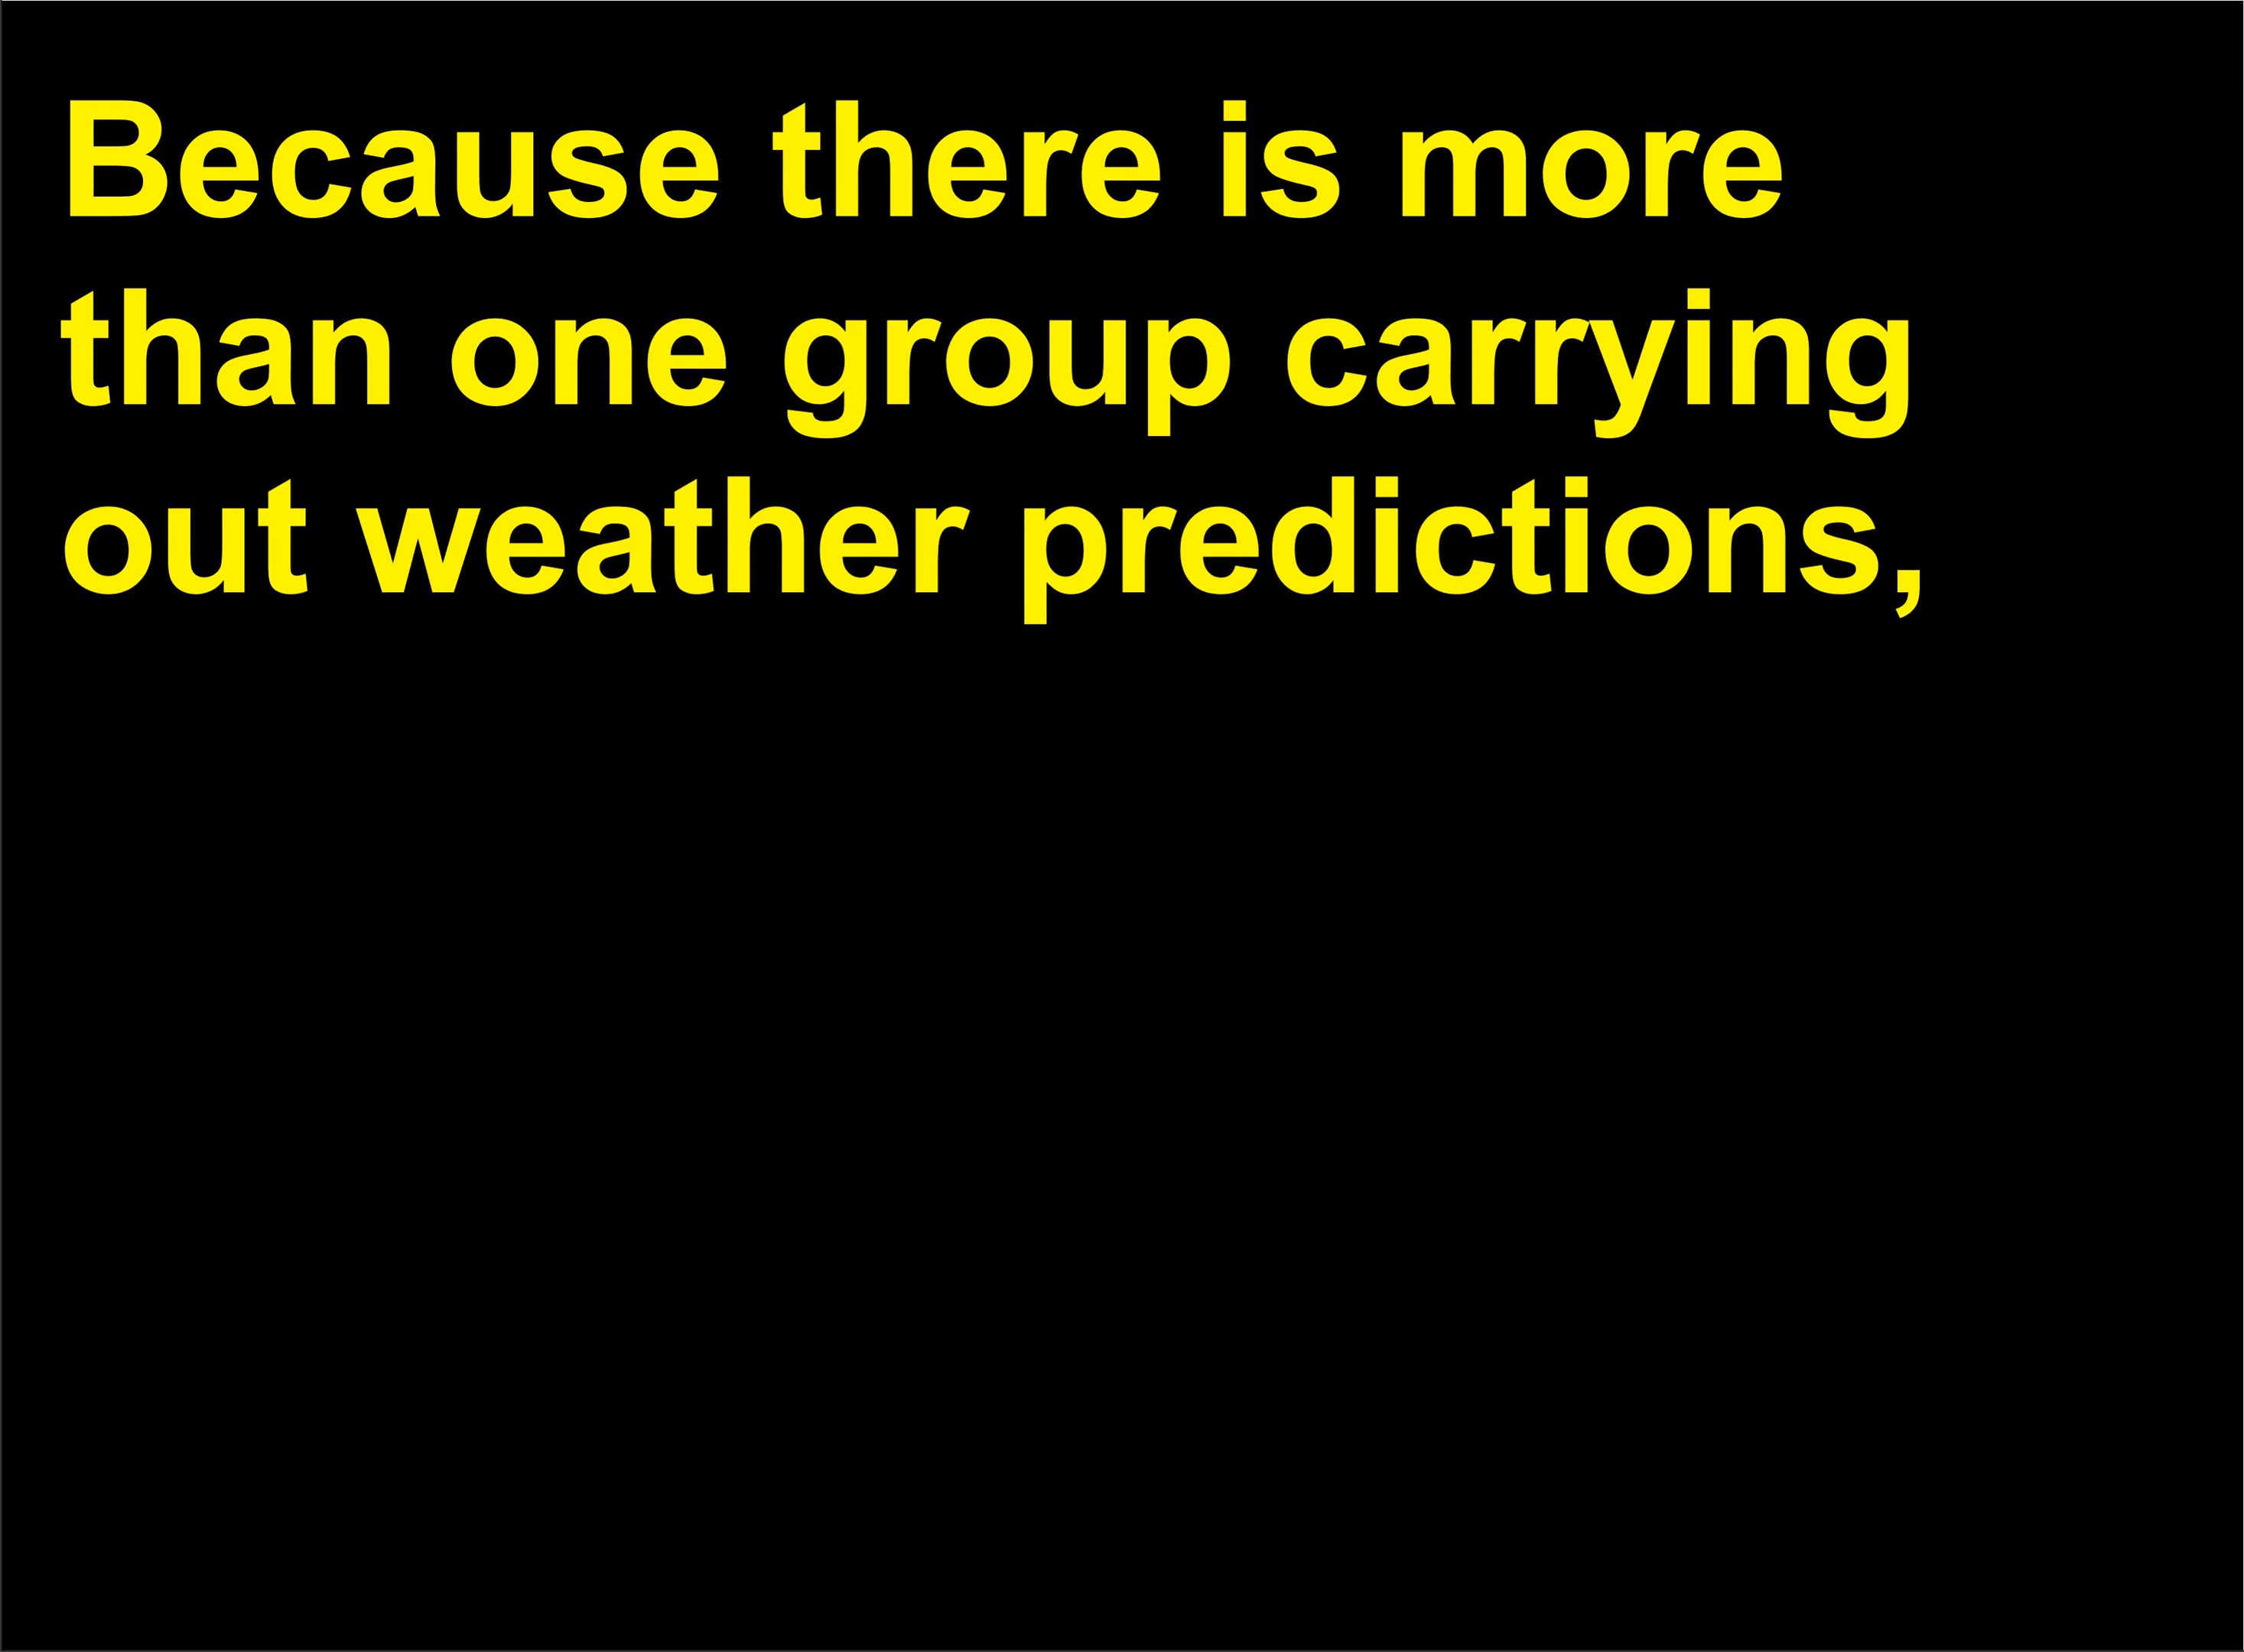 Because there is more
than one group carrying
out weather predictions,